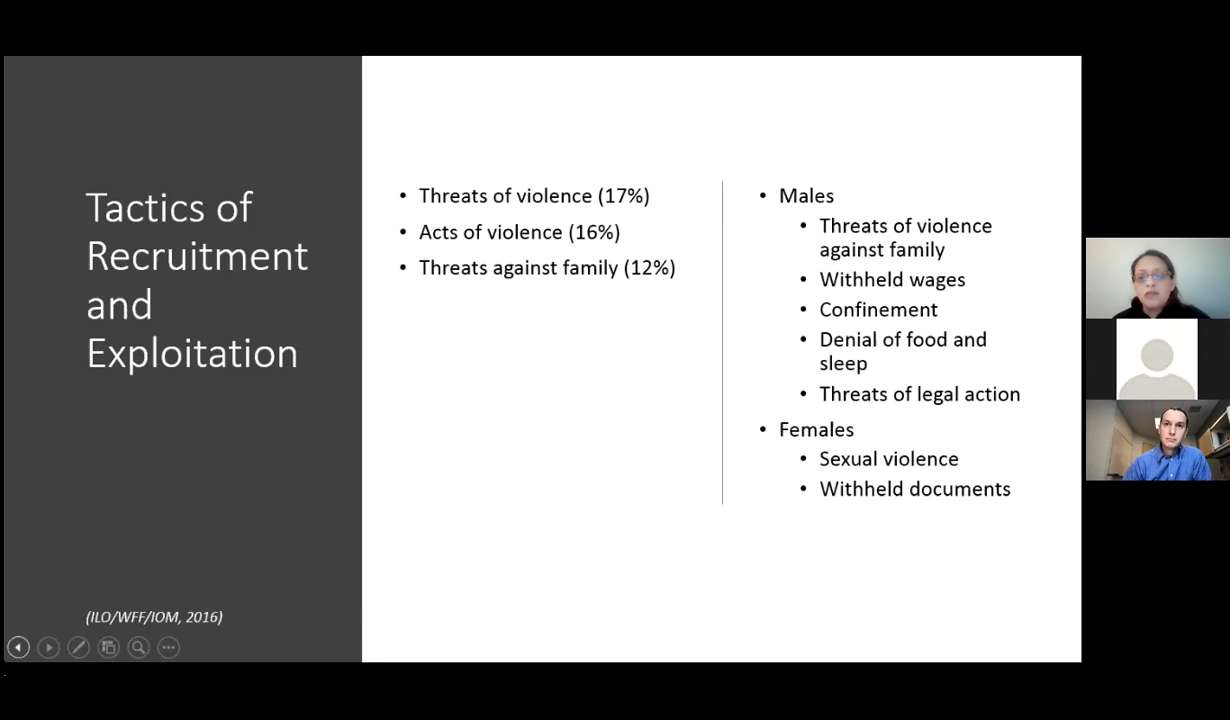 Tactics of
Recruitment
and
Exploitation
(ILO/WFF/IOM, 2016)
• Threats of violence (17%)
• Acts of violence (16%)
• Threats against family (12%)
• Males
• Threats of violence
against family
• Withheld wages
• Confinement
• Denial of food and
sleep
• Threats of legal action
• Females
• Sexual violence
• Withheld documents